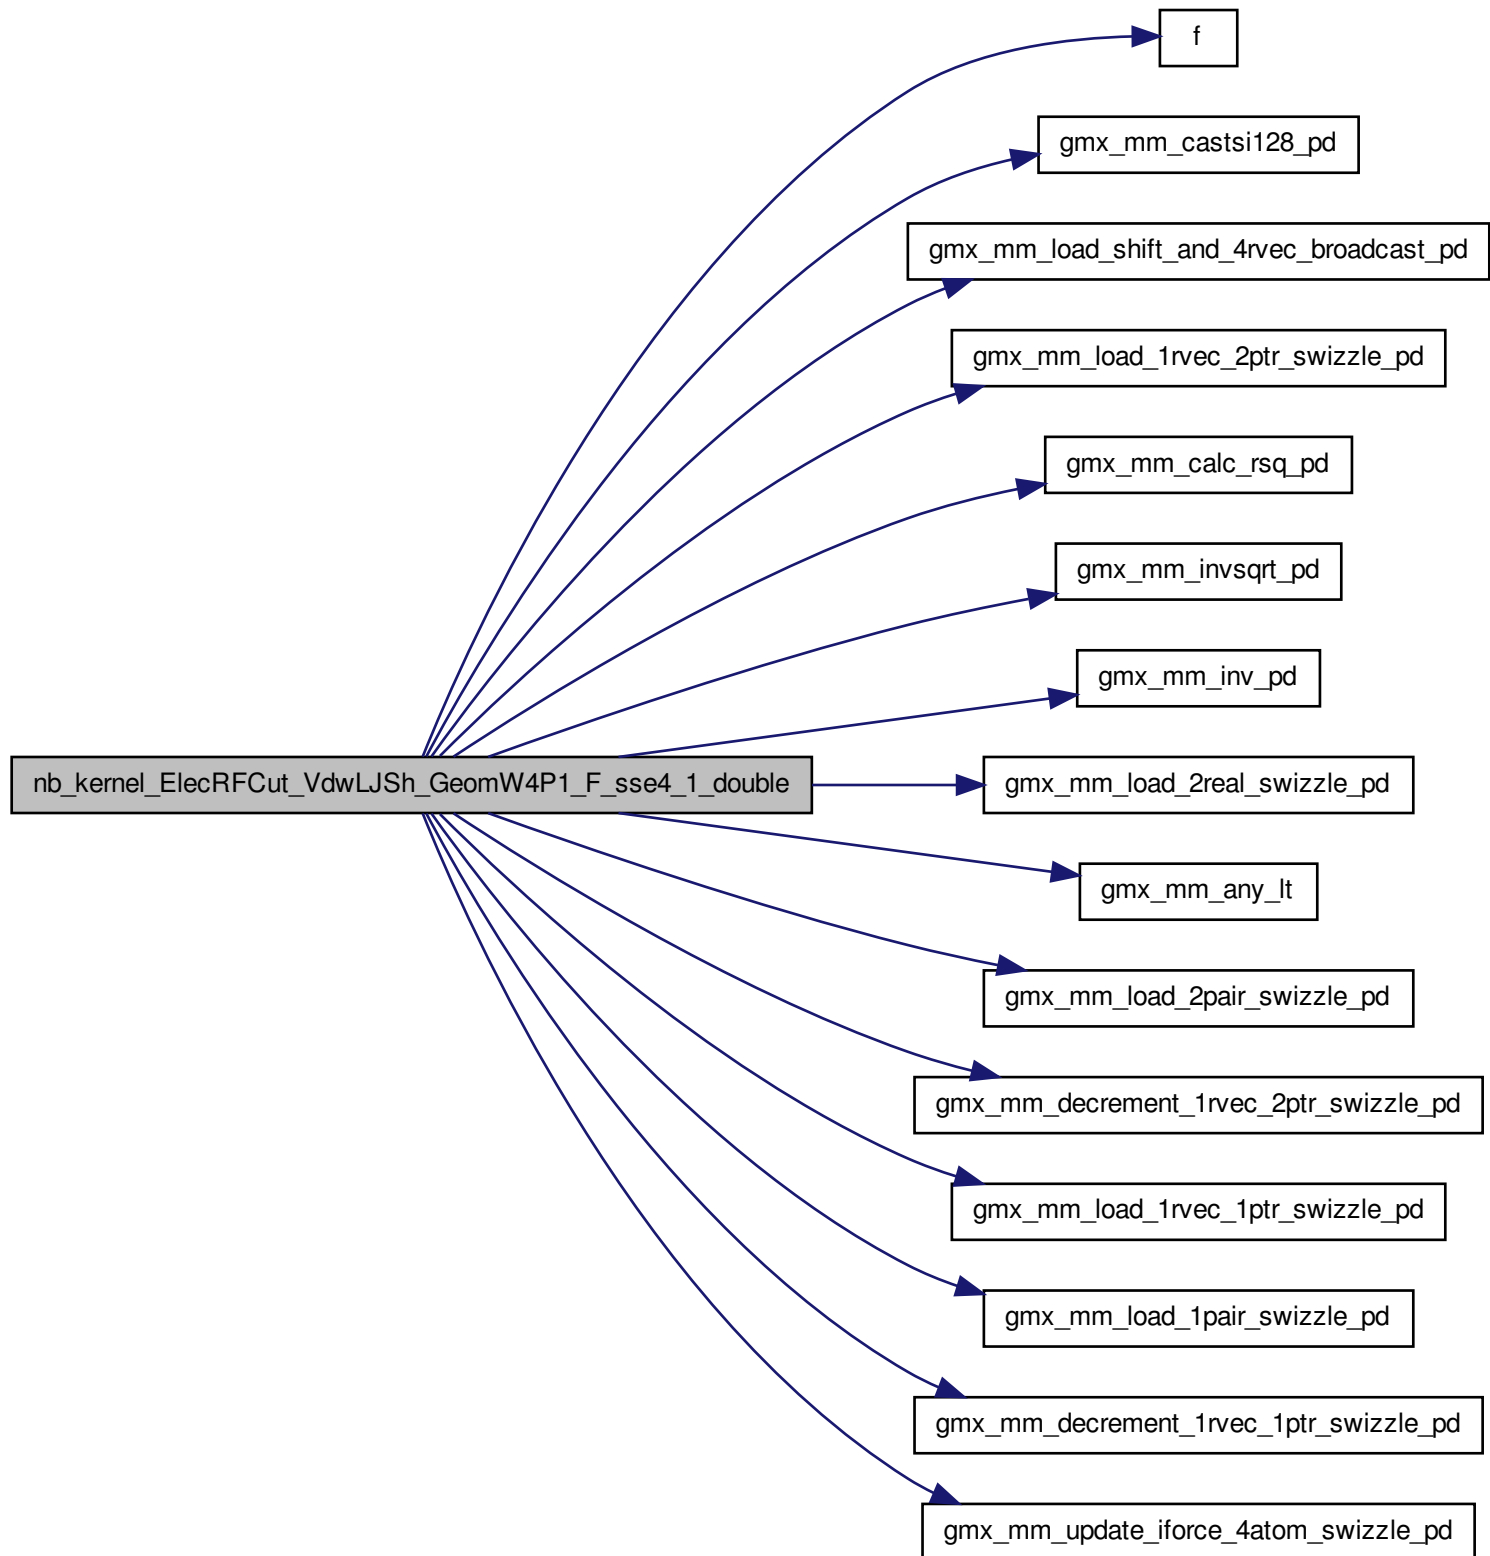 f
gmx_mm_castsi128_pd
gmx_mm_load_shift_and_4rvec_broadcast_pd
gmx_mm_load_1rvec_2ptr_swizzle_pd
gmx_mm_calc_rsq_pd
gmx_mm_invsqrt_pd
gmx_mm_inv_pd
nb_kernel_ElecRFCut_VdwLJSh_GeomW4P1_F_sse4_1_double
gmx_mm_load_2real_swizzle_pd
gmx_mm_any_lt
gmx_mm_load_2pair_swizzle_pd
gmx_mm_decrement_1rvec_2ptr_swizzle_pd
gmx_mm_load_1rvec_1ptr_swizzle_pd
gmx_mm_load_1pair_swizzle_pd
gmx_mm_decrement_1rvec_1ptr_swizzle_pd
gmx_mm_update_iforce_4atom_swizzle_pd